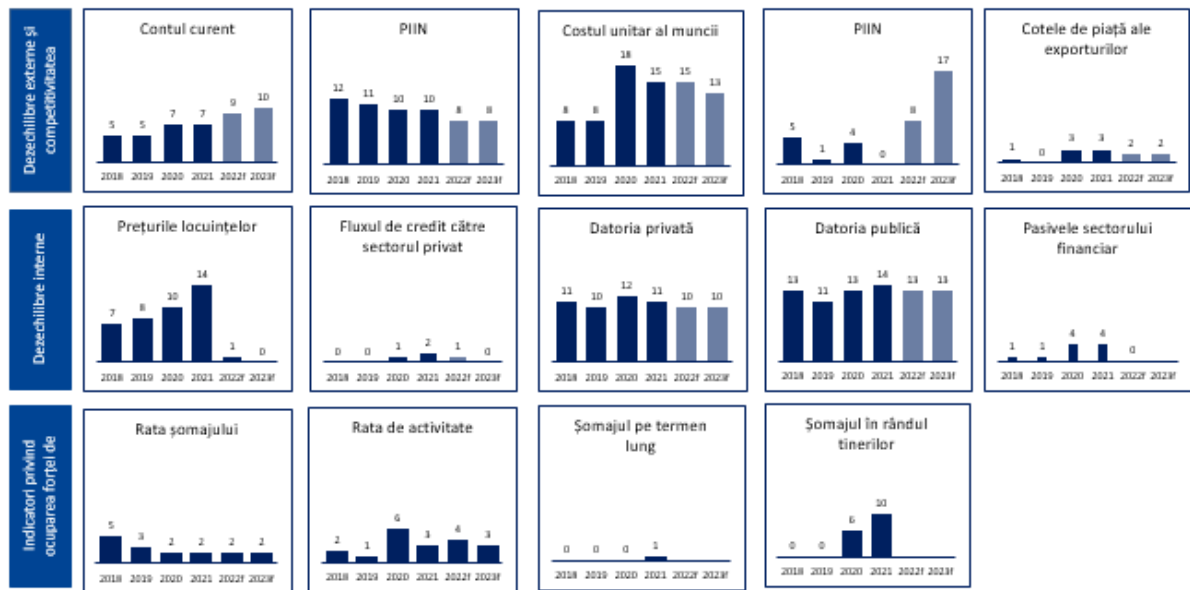 Dezechilibre externe și
competitivitatea
Contul curent
5 5 7 7 9 10
2018 2019 2020 2021 2022f 2023f
PIIN
12 11 10 10 8 8
2018 2019 2020 2021 2022f 2023f
Costul unitar al muncii
8 8 18 15 15 13
2018 2019 2020 2021 2022f 2023f
PIIN
5 1 4 0 8 17
2018 2019 2020 2021 2022f 2023f
Cotele de piață ale
exporturilor
1 0 3 3 2 2
2018 2019 2020 2021 2022f 2023f
Dezechilibre interne
Prețurile locuințelor
7 8 10 14 1 0
2018 2019 2020 2021 2022f 2023f
Fluxul de credit către
sectorul privat
0 0 1 2 1 0
2018 2019 2020 2021 2022f 2023f
Datoria privată
11 10 12 11 10 10
2018 2019 2020 2021 2022f 2023f
Datoria publică
13 11 13 14 13 13
2018 2019 2020 2021 2022f 2023f
Pasivele sectorului
financiar
1 1 4 4 0
2018 2019 2020 2021 2022f 2023f
Indicatori privind
ocuparea forței de
Rata șomajului
5 3 2 2 2 2
2018 2019 2020 2021 2022f 2023f
Rata de activitate
2 1 6 3 4 3
2018 2019 2020 2021 2022f 2023f
Șomajul pe termen
lung
0 0 0 1
2018 2019 2020 2021 2022f 2023f
Șomajul în rândul
tinerilor
0 0 6 10
2018 2019 2020 2021 2022f 2023f